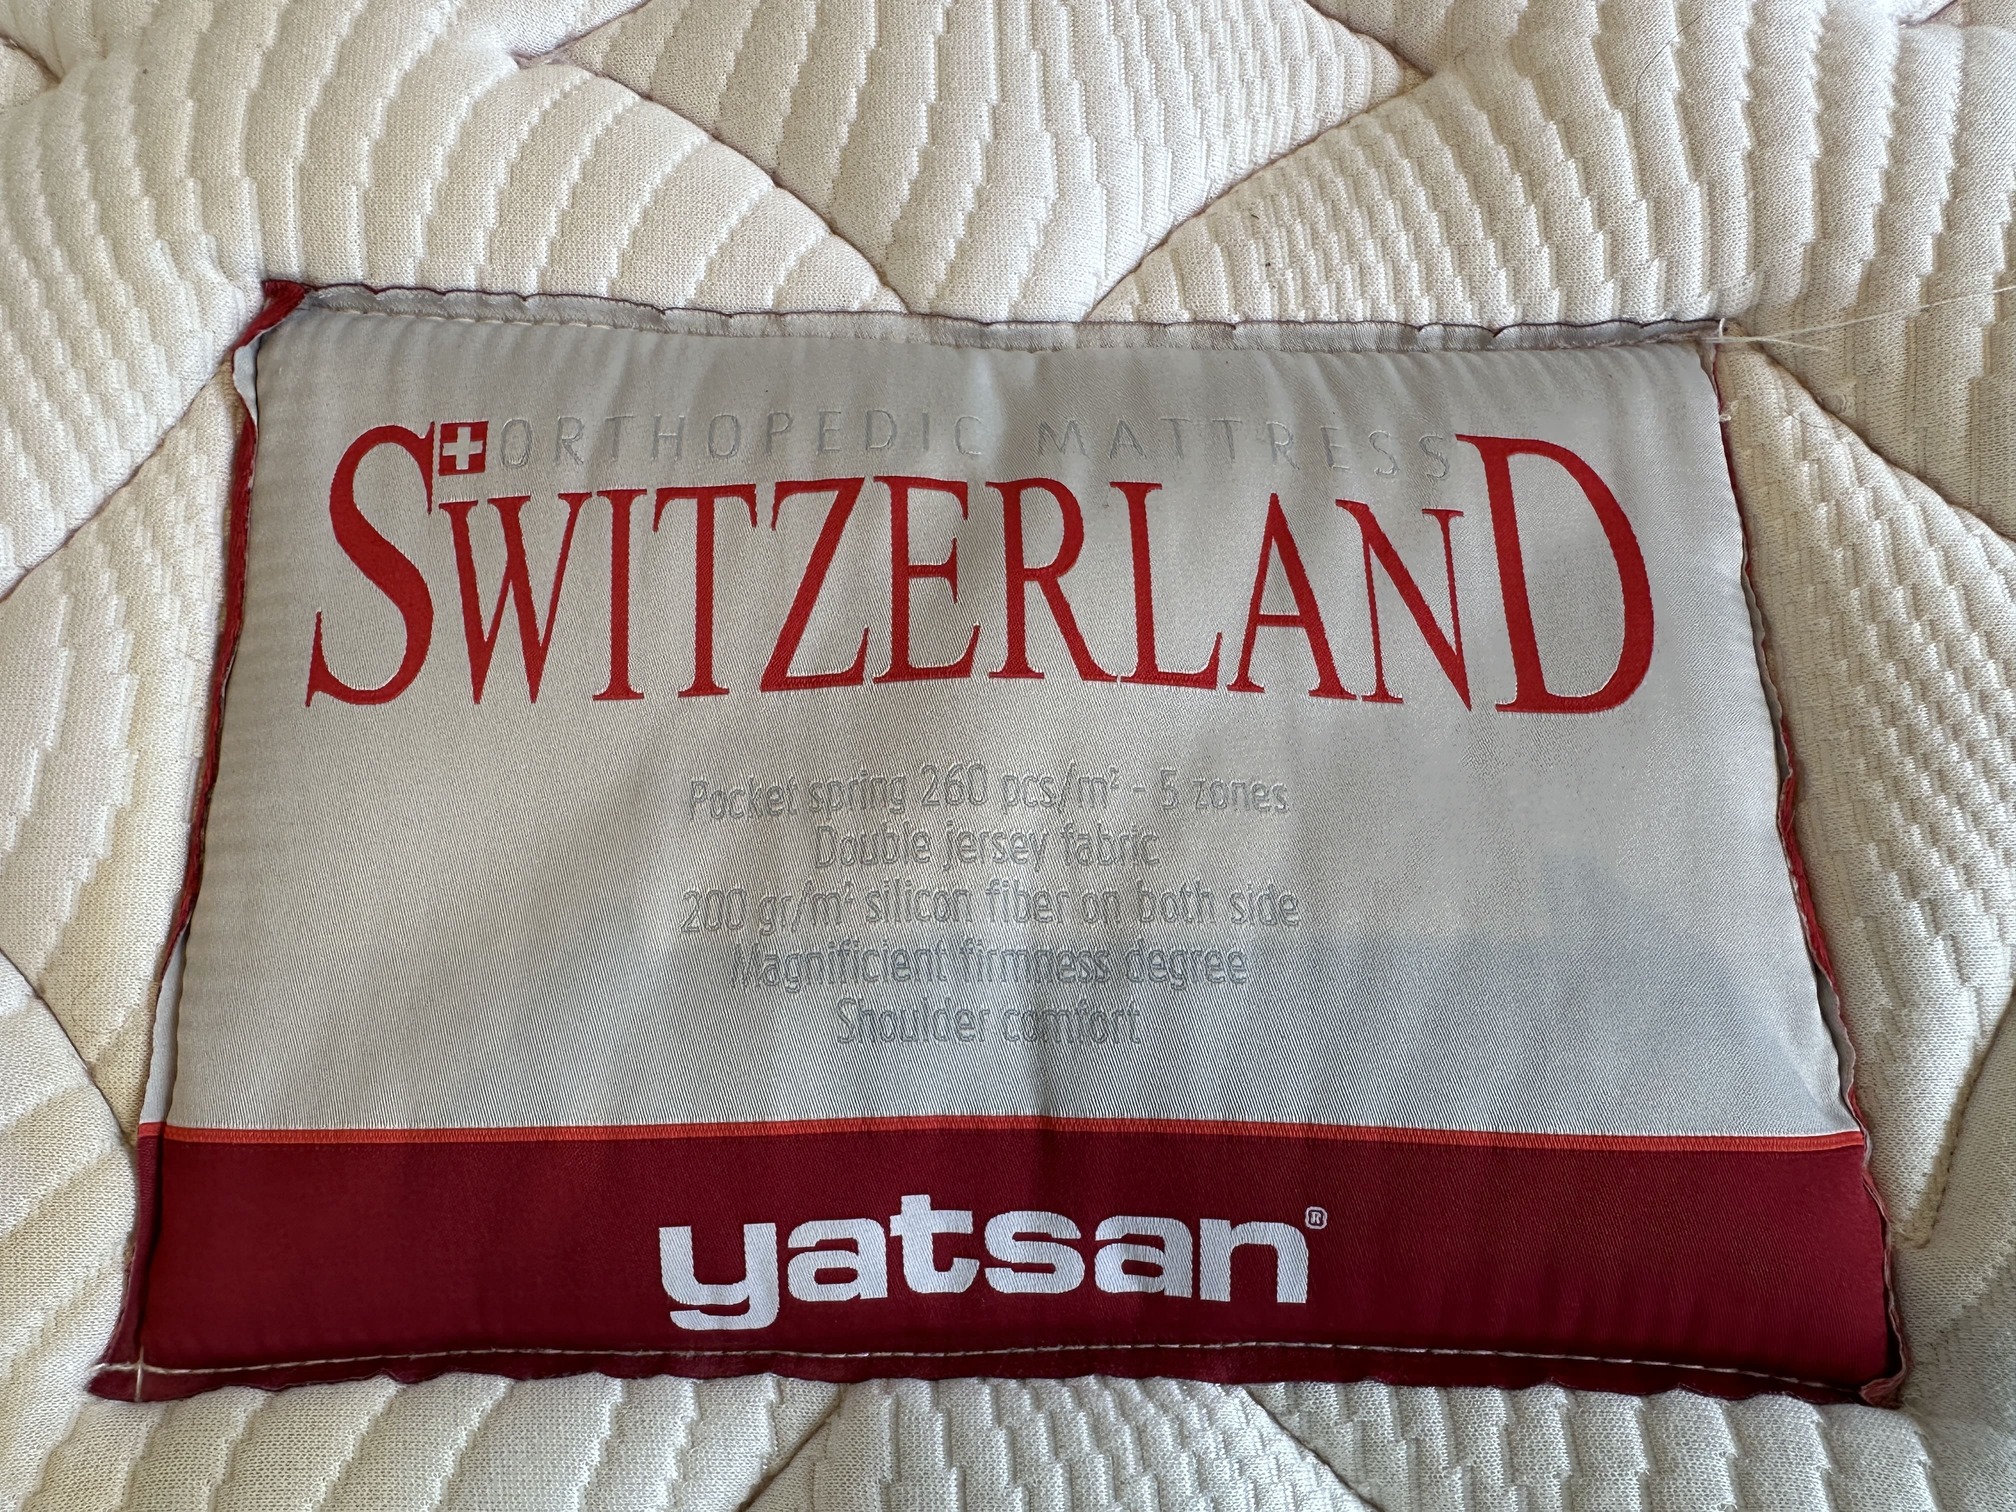 ORTHOPEDIC MATTRESS
SWITZERLAND
Pocket spring 260 pcs/m² - 5 zones
Double jersey fabric
200 gr/m² silicon fiber on both side
Magnificient firmness degree
Shoulder comfort
yatsan®